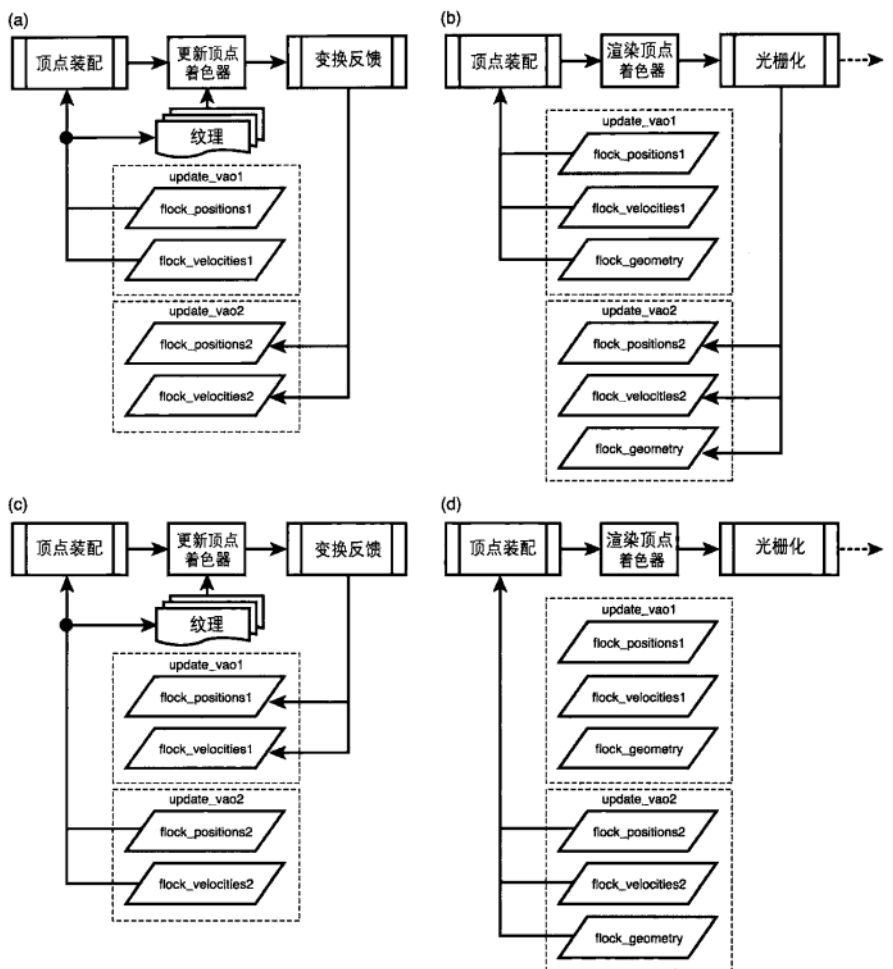 (a)
顶点装配
更新顶点
着色器
变换反馈
纹理
update_vao1
flock_positions1
flock_velocities1
update_vao2
flock_positions2
flock_velocities2
(b)
顶点装配
渲染顶点
着色器
光栅化
update_vao1
flock_positions1
flock_velocities1
flock_geometry
update_vao2
flock_positions2
flock_velocities2
flock_geometry
(c)
顶点装配
更新顶点
着色器
变换反馈
纹理
update_vao1
flock_positions1
flock_velocities1
update_vao2
flock_positions2
flock_velocities2
(d)
顶点装配
渲染顶点
着色器
光栅化
update_vao1
flock_positions1
flock_velocities1
flock_geometry
update_vao2
flock_positions2
flock_velocities2
flock_geometry